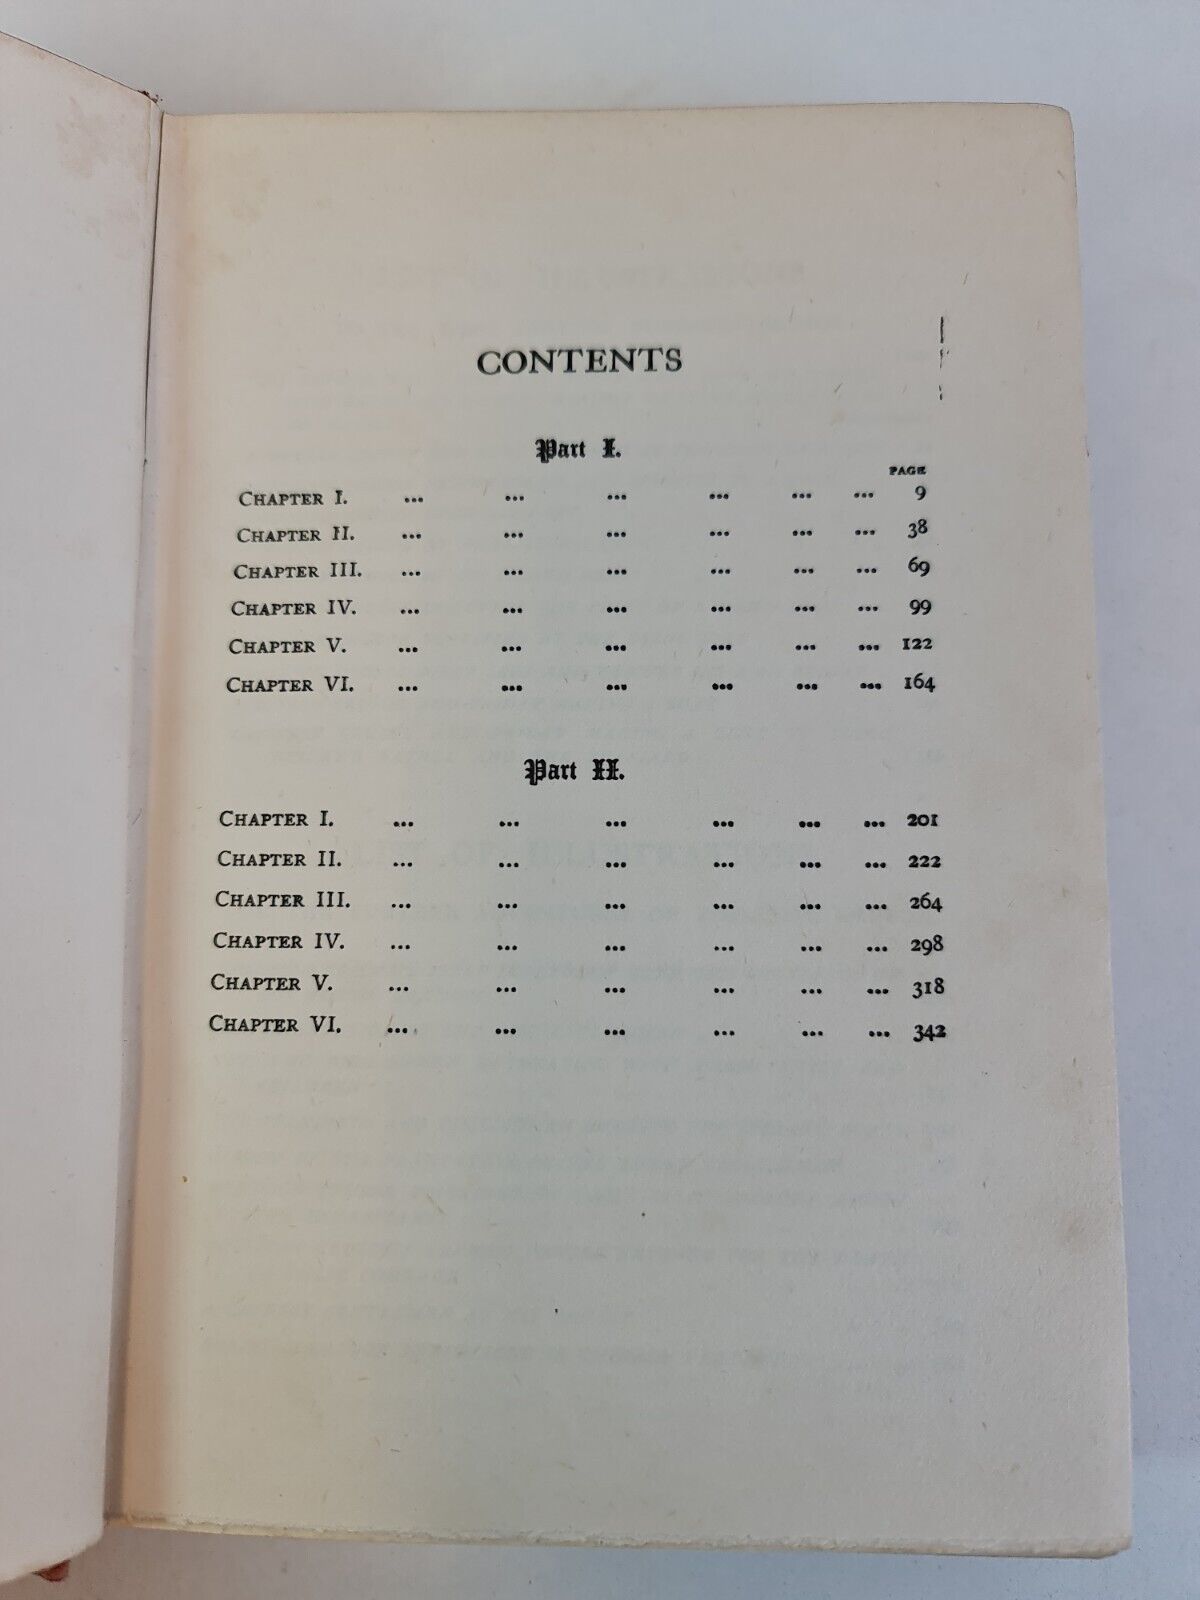 CONTENTS
Part I.
PAGE
CHAPTER I. ... ... ... ... ... ... 9
CHAPTER II. ... ... ... ... ... ... 38
CHAPTER III. ... ... ... ... ... ... 69
CHAPTER IV. ... ... ... ... ... ... 99
CHAPTER V. ... ... ... ... ... ... 122
CHAPTER VI. ... ... ... ... ... ... 164
Part II.
CHAPTER I. ... ... ... ... ... ... 201
CHAPTER II. ... ... ... ... ... ... 222
CHAPTER III. ... ... ... ... ... ... 264
CHAPTER IV. ... ... ... ... ... ... 298
CHAPTER V. ... ... ... ... ... ... 318
CHAPTER VI. ... ... ... ... ... ... 342